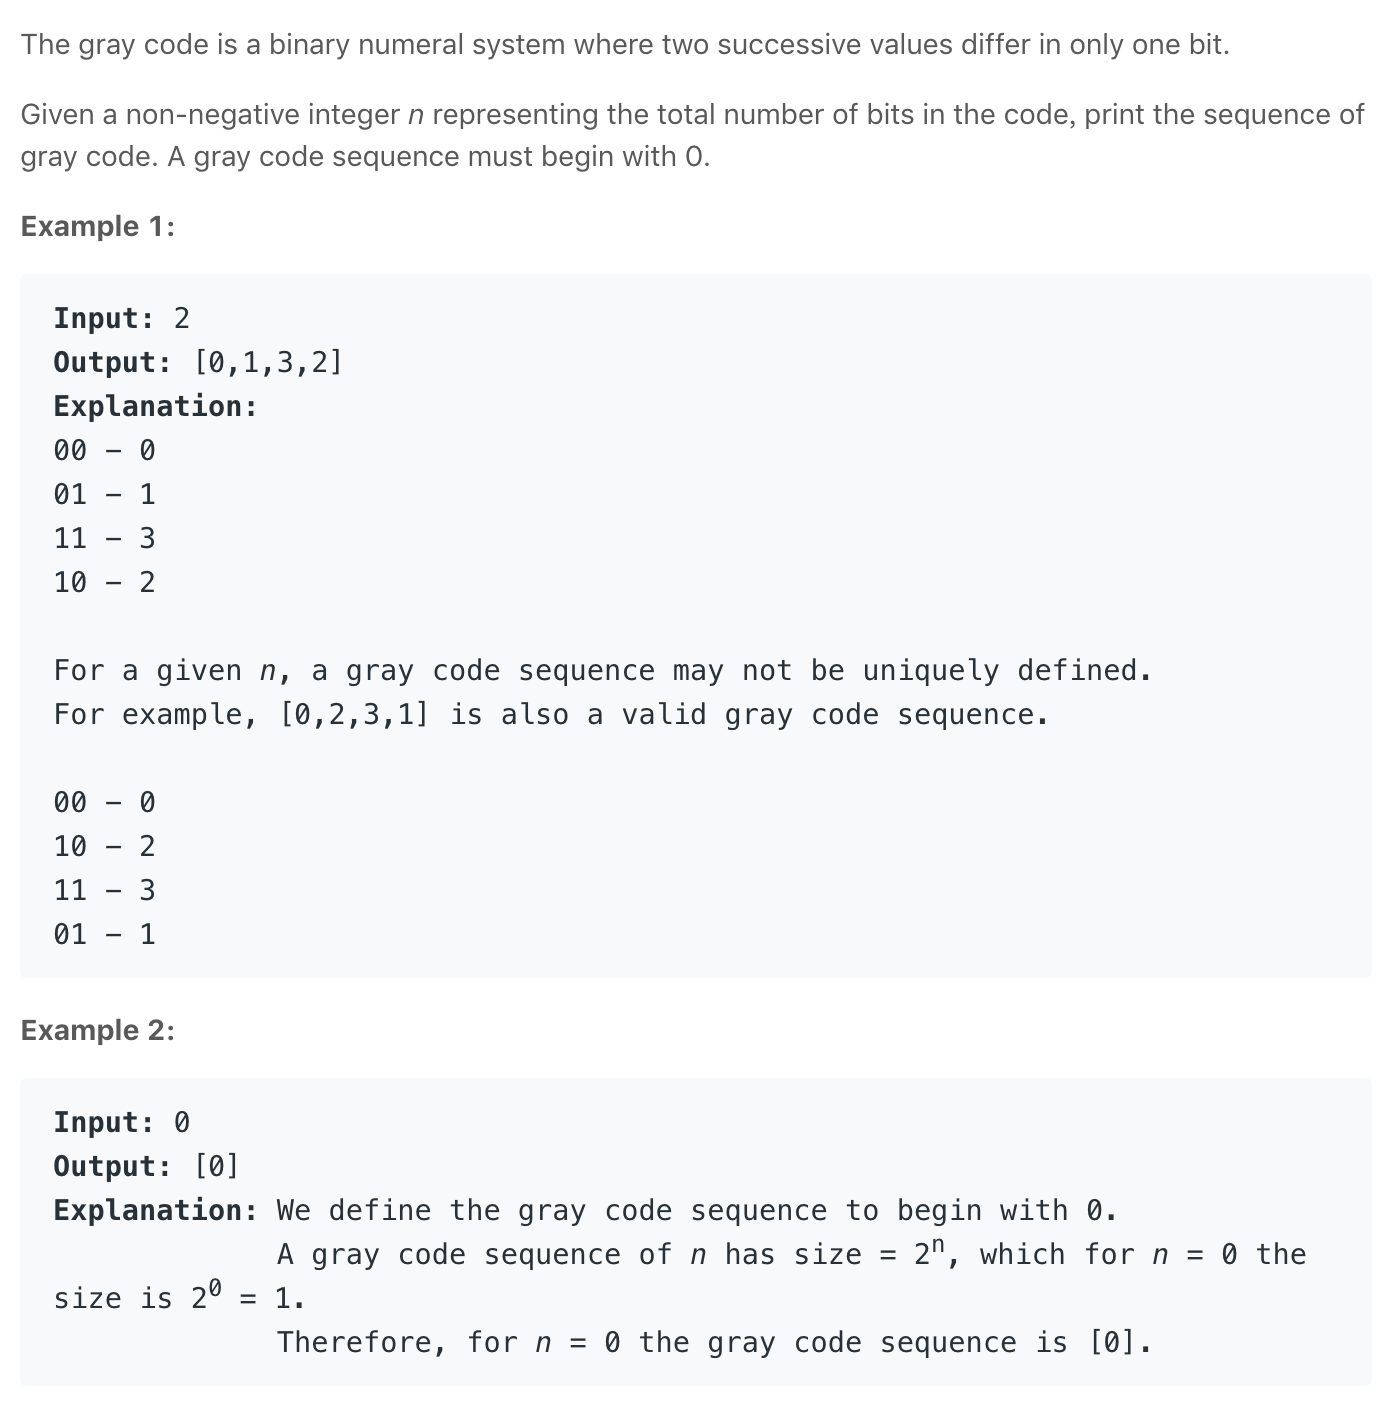 The gray code is a binary numeral system where two successive values differ in only one bit.
Given a non-negative integer n representing the total number of bits in the code, print the sequence of
gray code. A gray code sequence must begin with 0.
Example 1:
Input: 2
Output: [0,1,3,2]
Explanation:
00 - 0
01 - 1
11 - 3
10 - 2
For a given n, a gray code sequence may not be uniquely defined.
For example, [0,2,3,1] is also a valid gray code sequence.
00 - 0
10 - 2
11 - 3
01 - 1
Example 2:
Input: 0
Output: [0]
Explanation: We define the gray code sequence to begin with 0.
A gray code sequence of n has size = 2ⁿ, which for n = 0 the
size is 2⁰ = 1.
Therefore, for n = 0 the gray code sequence is [0].